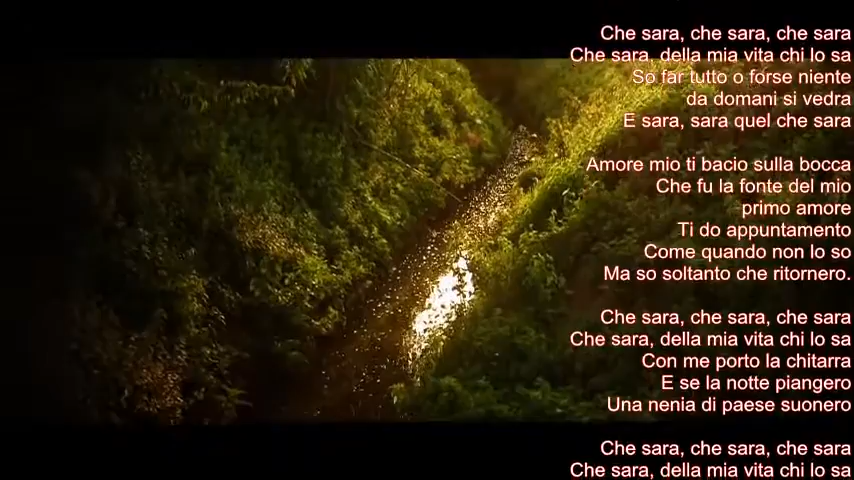 Che sara, che sara, che sara
Che sara, della mia vita chi lo sa
So far tutto o forse niente
da domani si vedra
E sara, sara quel che sara
Amore mio ti bacio sulla bocca
Che fu la fonte del mio
primo amore
Ti do appuntamento
Come quando non lo so
Ma so soltanto che ritornero.
Che sara, che sara, che sara
Che sara, della mia vita chi lo sa
Con me porto la chitarra
E se la notte piangero
Una nenia di paese suonero
Che sara, che sara, che sara
Che sara, della mia vita chi lo sa